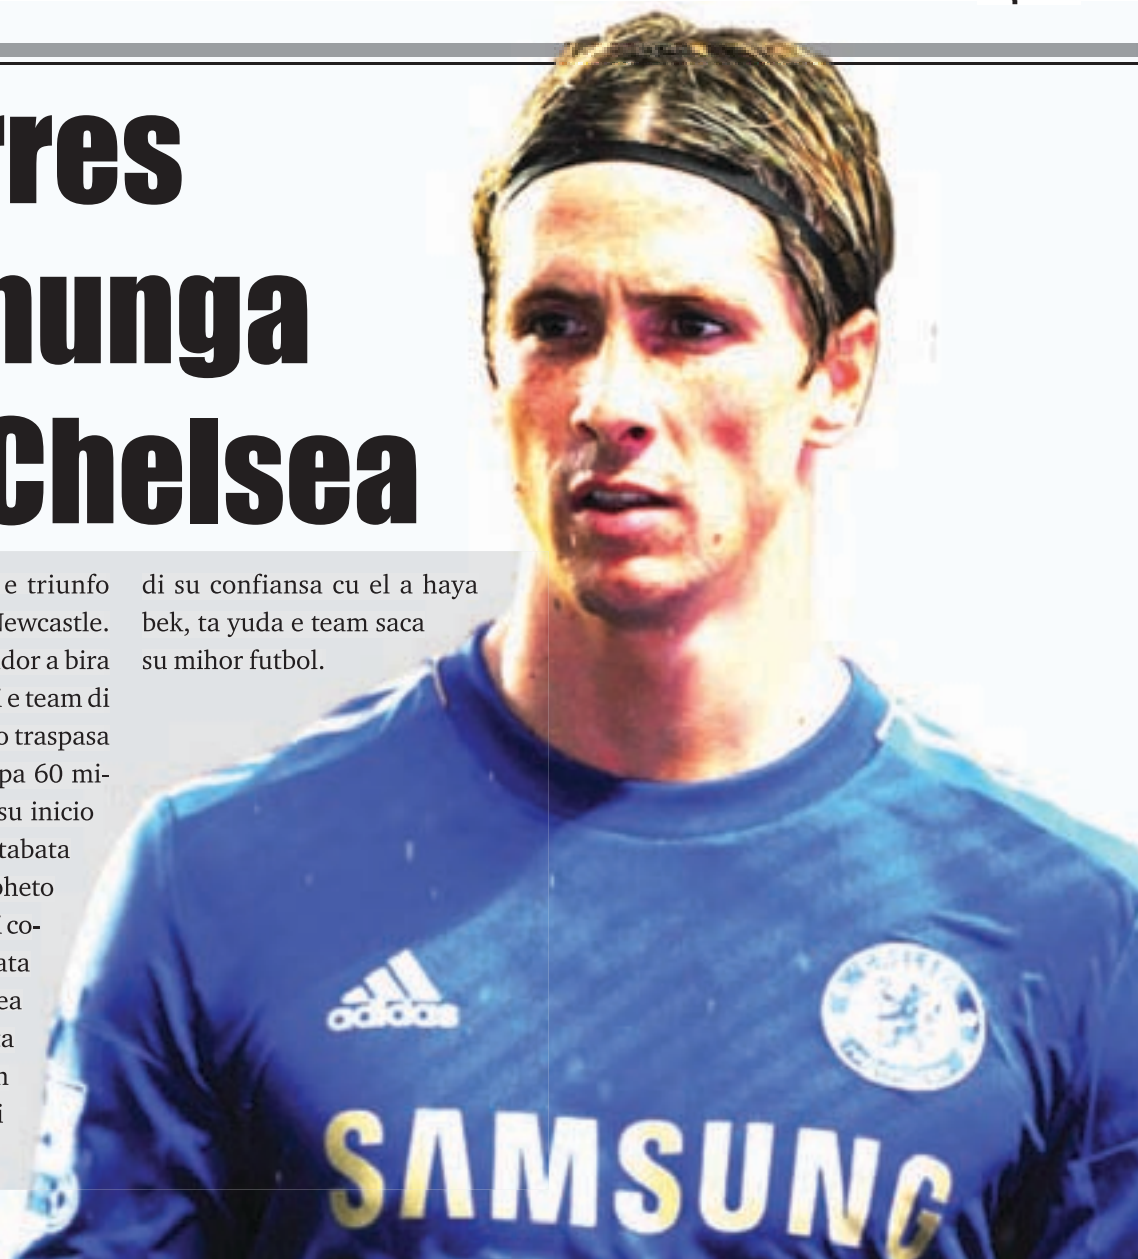 rres
nunga
Chelsea
e triunfo
Newcastle.
dor a bira
e team di
o traspasa
pa 60 mi-
su inicio
tabata
pheto
co-
ata
ea
a
n
i
di su confiansa cu el a haya
bek, ta yuda e team saca
su mihor futbol.
adidas
SAMSUNG